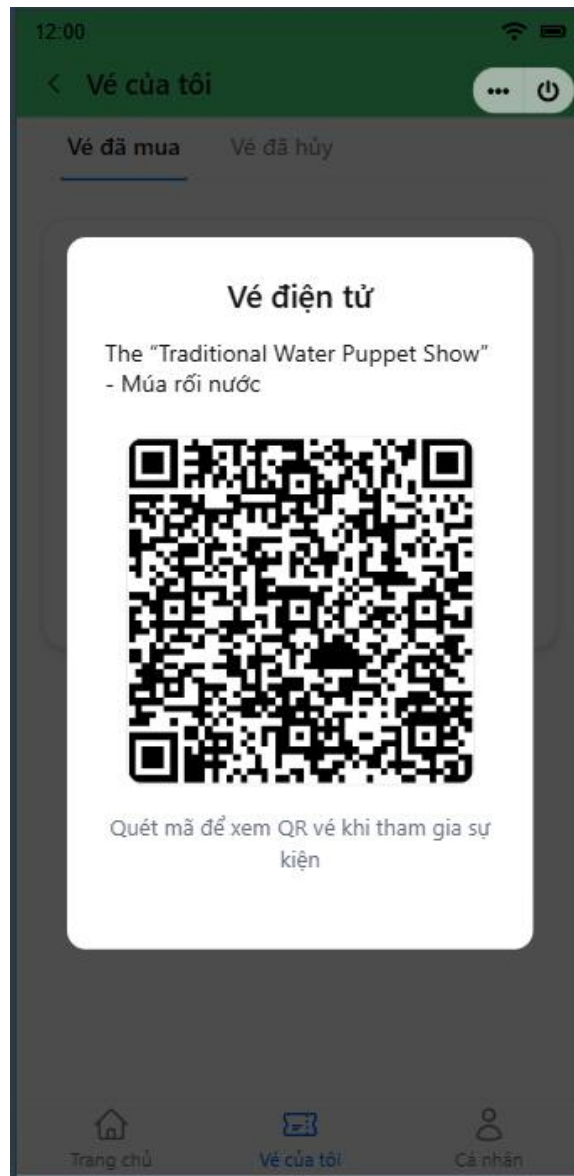 12:00
Vé của tôi
Vé đã mua Vé đã hủy
Vé điện tử
The “Traditional Water Puppet Show”
- Múa rối nước
Quét mã để xem QR vé khi tham gia sự
kiện
Trang chủ Vé của tôi Cá nhân